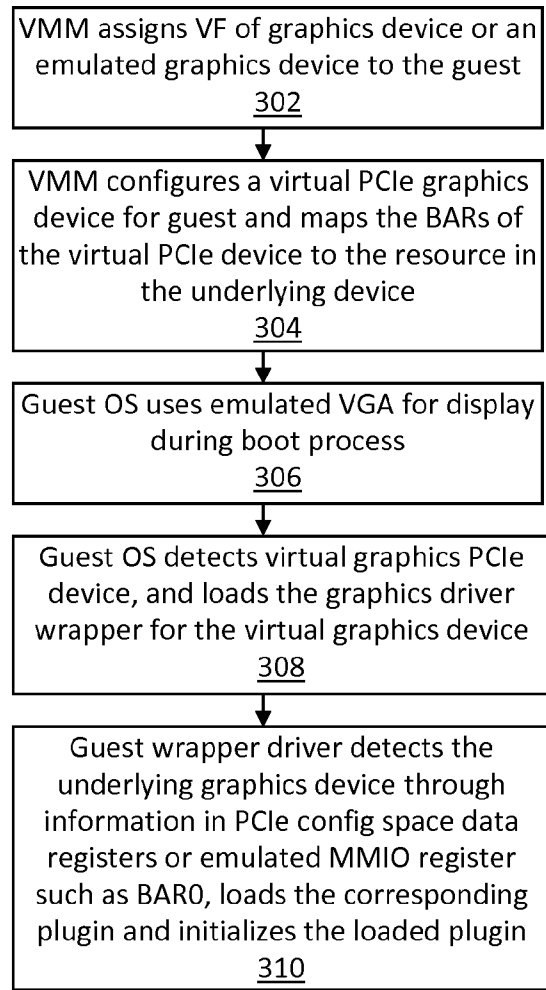 VMM assigns VF of graphics device or an
emulated graphics device to the guest
302
VMM configures a virtual PCIe graphics
device for guest and maps the BARs of
the virtual PCIe device to the resource in
the underlying device
304
Guest OS uses emulated VGA for display
during boot process
306
Guest OS detects virtual graphics PCIe
device, and loads the graphics driver
wrapper for the virtual graphics device
308
Guest wrapper driver detects the
underlying graphics device through
information in PCIe config space data
registers or emulated MMIO register
such as BAR0, loads the corresponding
plugin and initializes the loaded plugin
310